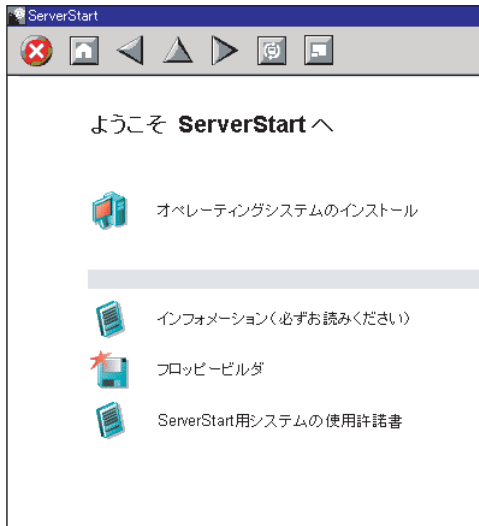 ServerStart
ようこそ ServerStart へ
オペレーティングシステムのインストール
インフォメーション(必ずお読みください)
フロッピービルダ
ServerStart用システムの使用許諾書